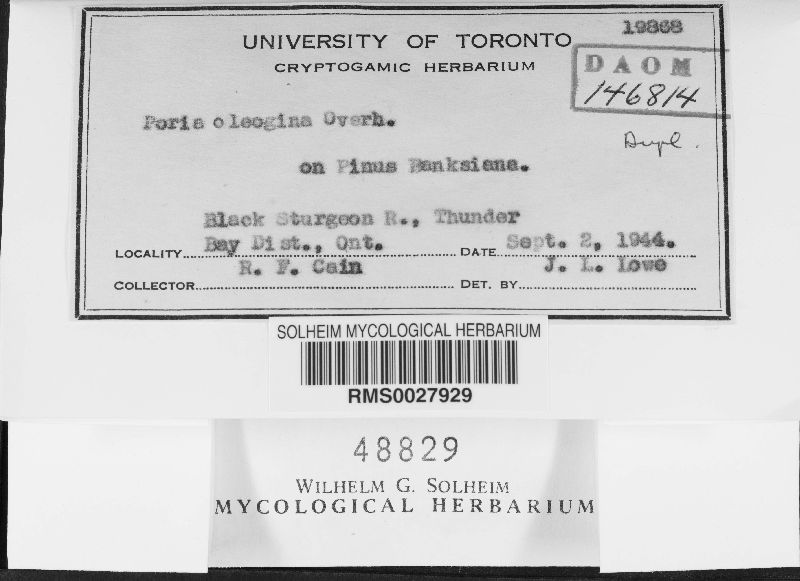 19868
UNIVERSITY OF TORONTO
CRYPTOGAMIC HERBARIUM
DAOM
146814
Poria oleagina Overh.
Dupl.
on Pinus Banksiana.
Black Sturgeon R., Thunder
LOCALITY Bay Dist., Ont. DATE Sept. 2, 1944.
R. F. Cain J. L. Lowe
COLLECTOR DET. BY
SOLHEIM MYCOLOGICAL HERBARIUM
RMS0027929
48829
WILHELM G. SOLHEIM
MYCOLOGICAL HERBARIUM